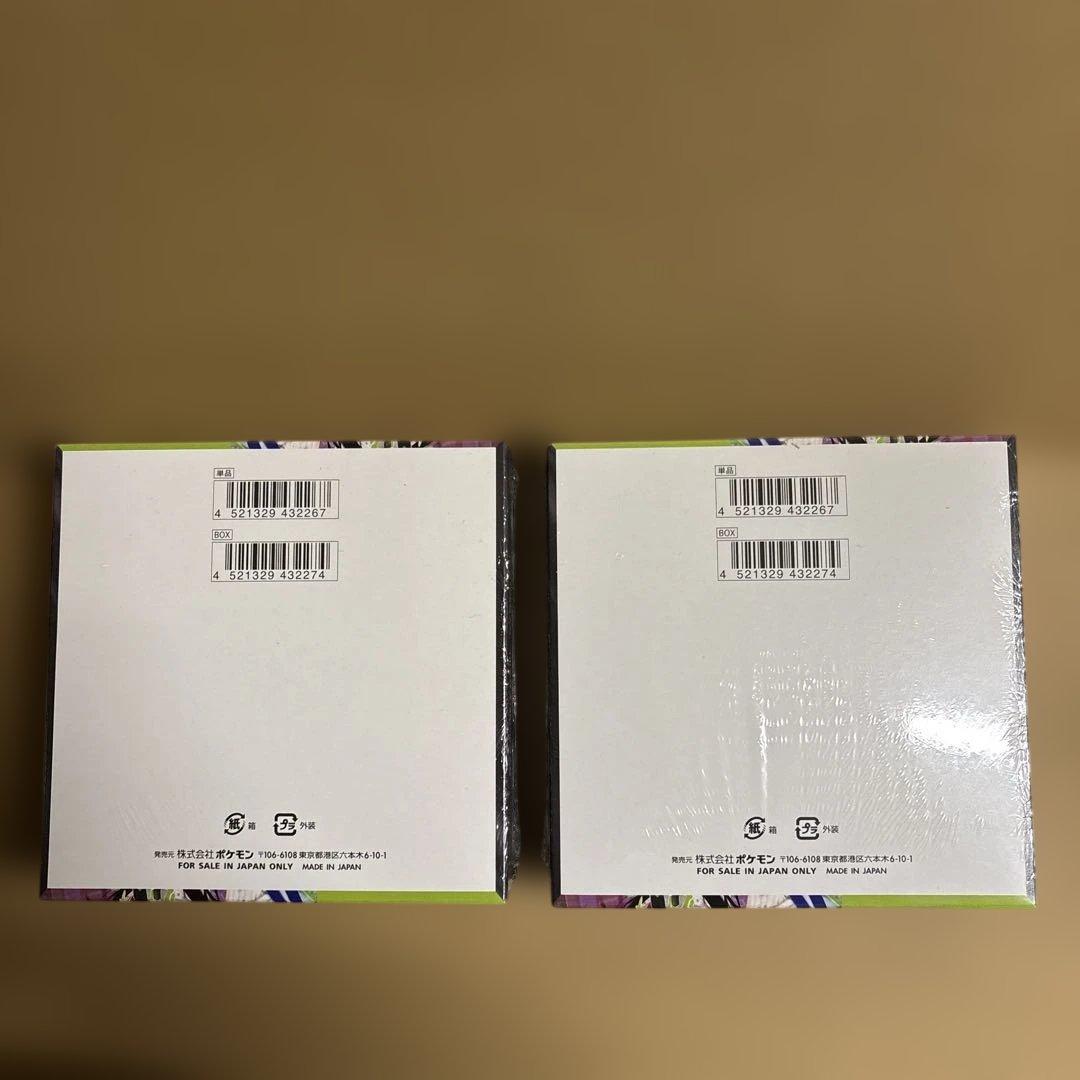 単品
4 521329 432267
BOX
4 521329 432274
紙 箱 プラ 外装
発売元 株式会社ポケモン 〒106-6108 東京都港区六本木6-10-1
FOR SALE IN JAPAN ONLY MADE IN JAPAN
単品
4 521329 432267
BOX
4 521329 432274
紙 箱 プラ 外装
発売元 株式会社ポケモン 〒106-6108 東京都港区六本木6-10-1
FOR SALE IN JAPAN ONLY MADE IN JAPAN